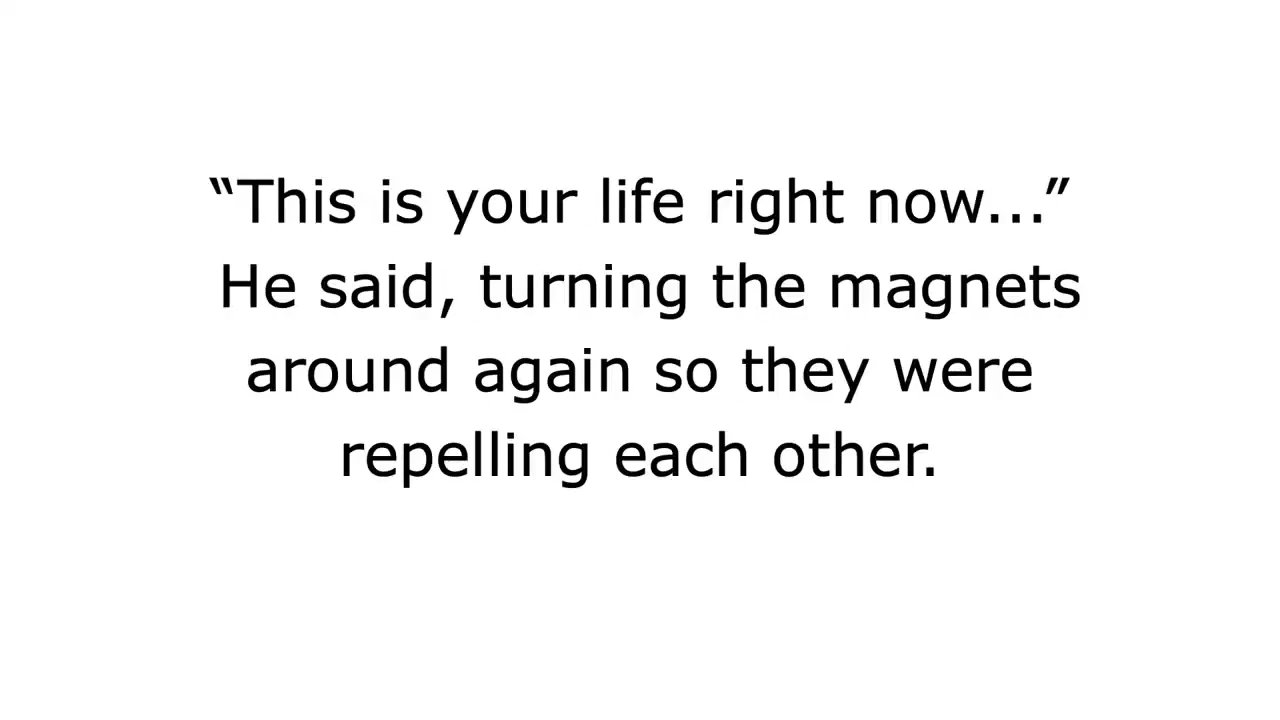 “This is your life right now...”
He said, turning the magnets
around again so they were
repelling each other.